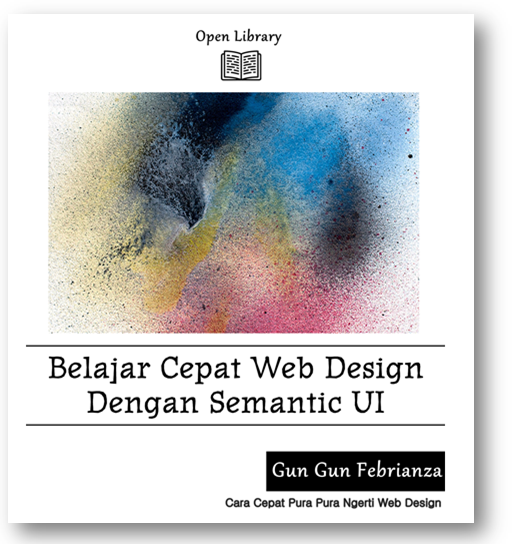 Open Library
Belajar Cepat Web Design
Dengan Semantic UI
Gun Gun Febrianza
Cara Cepat Pura Pura Ngerti Web Design